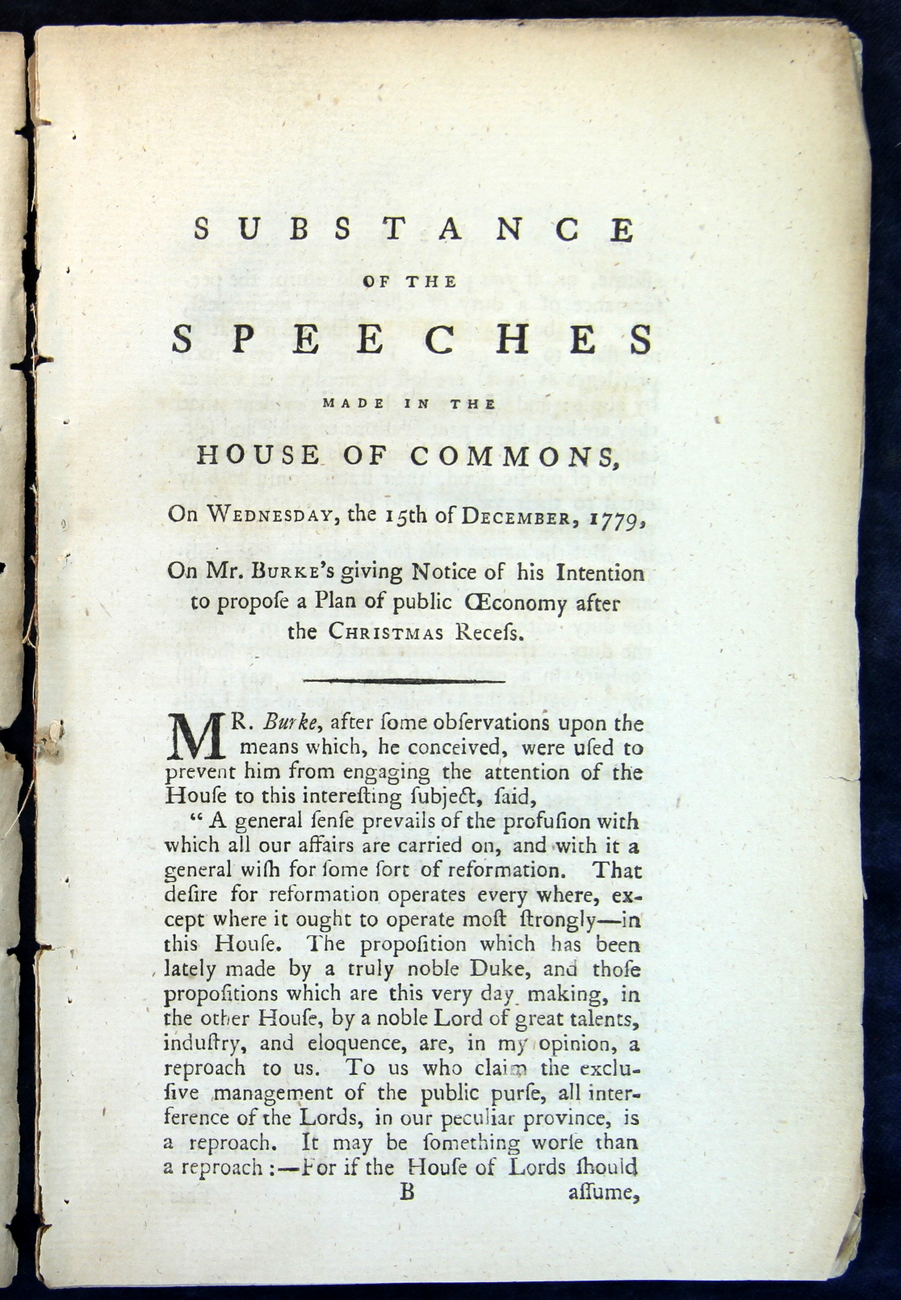 SUBSTANCE
OF THE
SPEECHES
MADE IN THE
HOUSE OF COMMONS,
On WEDNESDAY, the 15th of DECEMBER, 1779,
On Mr. BURKE's giving Notice of his Intention
to propoſe a Plan of public Œconomy after
the CHRISTMAS Receſs.
MR. Burke, after ſome obſervations upon the
means which, he conceived, were uſed to
prevent him from engaging the attention of the
Houſe to this intereſting ſubject, ſaid,
“ A general ſenſe prevails of the profuſion with
which all our affairs are carried on, and with it a
general wiſh for ſome ſort of reformation. That
deſire for reformation operates every where, ex-
cept where it ought to operate moſt ſtrongly—in
this Houſe. The propoſition which has been
lately made by a truly noble Duke, and thoſe
propoſitions which are this very day making, in
the other Houſe, by a noble Lord of great talents,
induſtry, and eloquence, are, in my opinion, a
reproach to us. To us who claim the exclu-
ſive management of the public purſe, all inter-
ference of the Lords, in our peculiar province, is
a reproach. It may be ſomething worſe than
a reproach :—For if the Houſe of Lords ſhould
B aſſume,